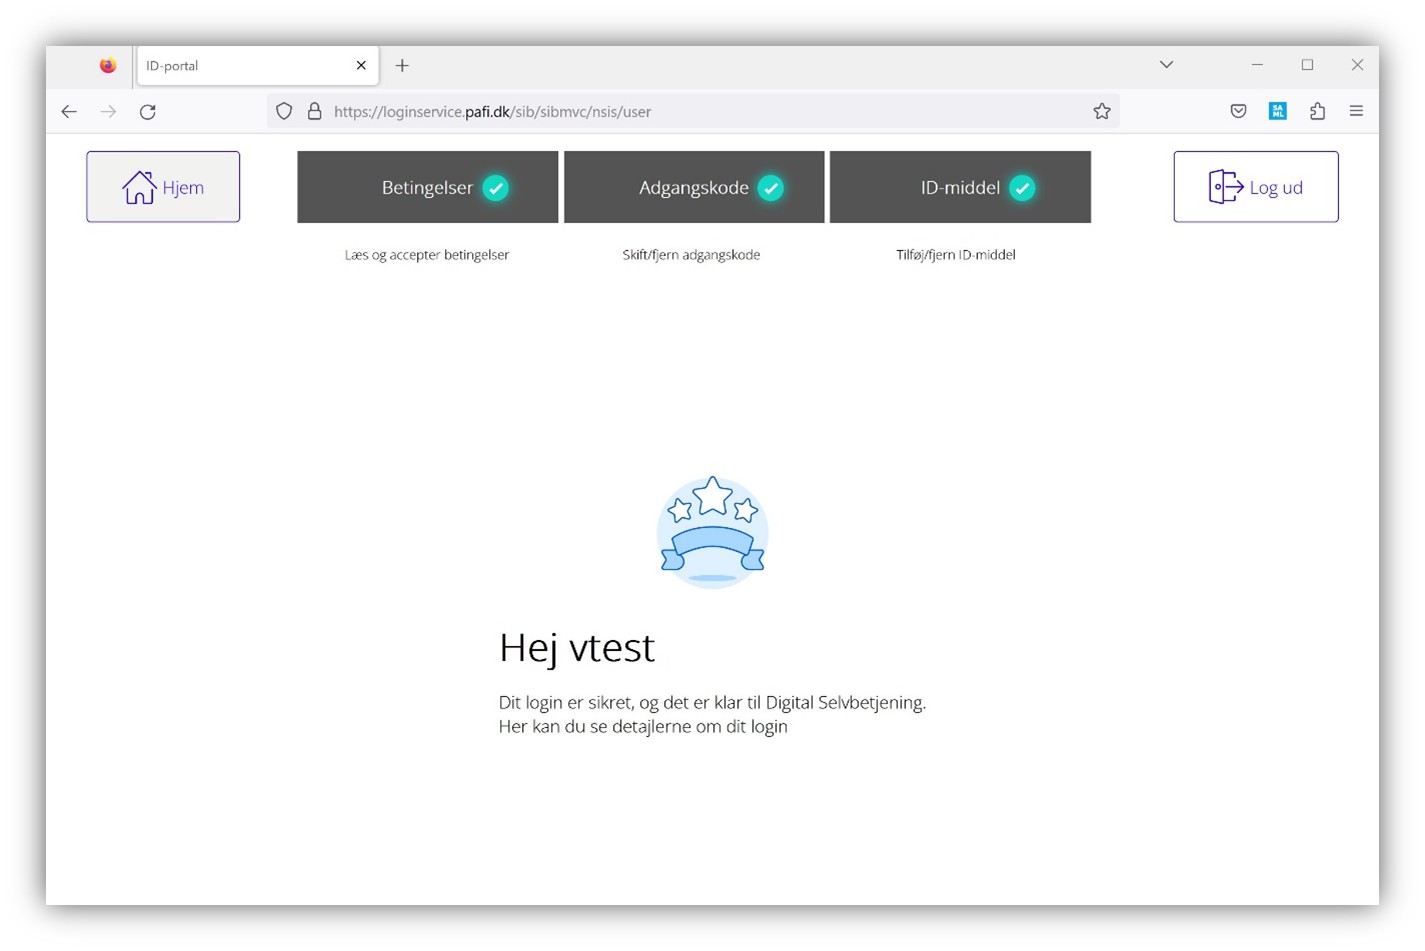 ID-portal
https://loginservice.pafi.dk/sib/sibmvc/nsis/user
SA
ML
Hjem
Betingelser
Adgangskode
ID-middel
Log ud
Læs og accepter betingelser
Skift/fjern adgangskode
Tilføj/fjern ID-middel
Hej vtest
Dit login er sikret, og det er klar til Digital Selvbetjening.
Her kan du se detajlerne om dit login